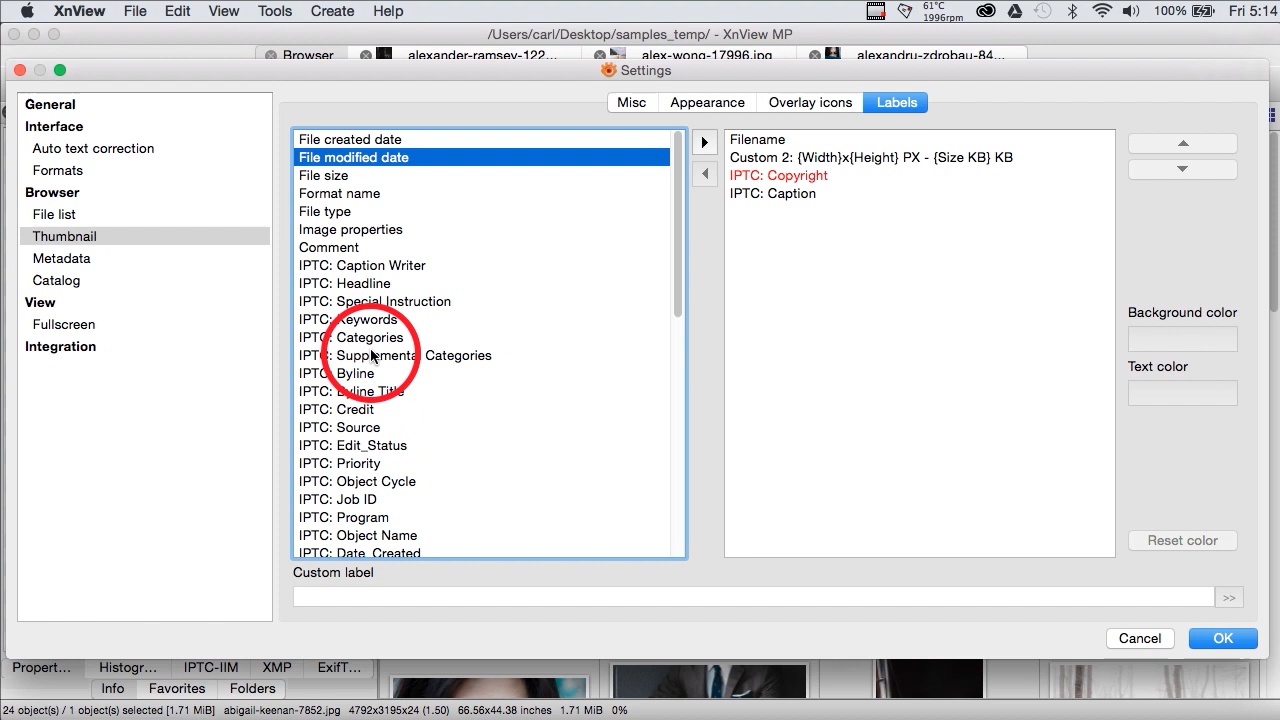 XnView File Edit View Tools Create Help 61°C 1996rpm 100% Fri 5:14
/Users/carl/Desktop/samples_temp/ - XnView MP
Browser alexander-ramsey-122... alex-wong-17996.jpg alexandru-zdrobau-84...
Settings
General
Interface
Auto text correction
Formats
Browser
File list
Thumbnail
Metadata
Catalog
View
Fullscreen
Integration
Misc Appearance Overlay icons Labels
File created date
File modified date
File size
Format name
File type
Image properties
Comment
IPTC: Caption Writer
IPTC: Headline
IPTC: Special Instruction
IPTC: Keywords
IPTC: Categories
IPTC: Supplemental Categories
IPTC: Byline
IPTC: Byline Title
IPTC: Credit
IPTC: Source
IPTC: Edit_Status
IPTC: Priority
IPTC: Object Cycle
IPTC: Job ID
IPTC: Program
IPTC: Object Name
IPTC: Date_Created
Filename
Custom 2: {Width}x{Height} PX - {Size KB} KB
IPTC: Copyright
IPTC: Caption
Background color
Text color
Reset color
Custom label
>>
Cancel OK
Propert... Histogr... IPTC-IIM XMP ExifT...
Info Favorites Folders
24 object(s) / 1 object(s) selected [1.71 MiB] abigail-keenan-7852.jpg 4792x3195x24 (1.50) 66.56x44.38 inches 1.71 MiB 0%